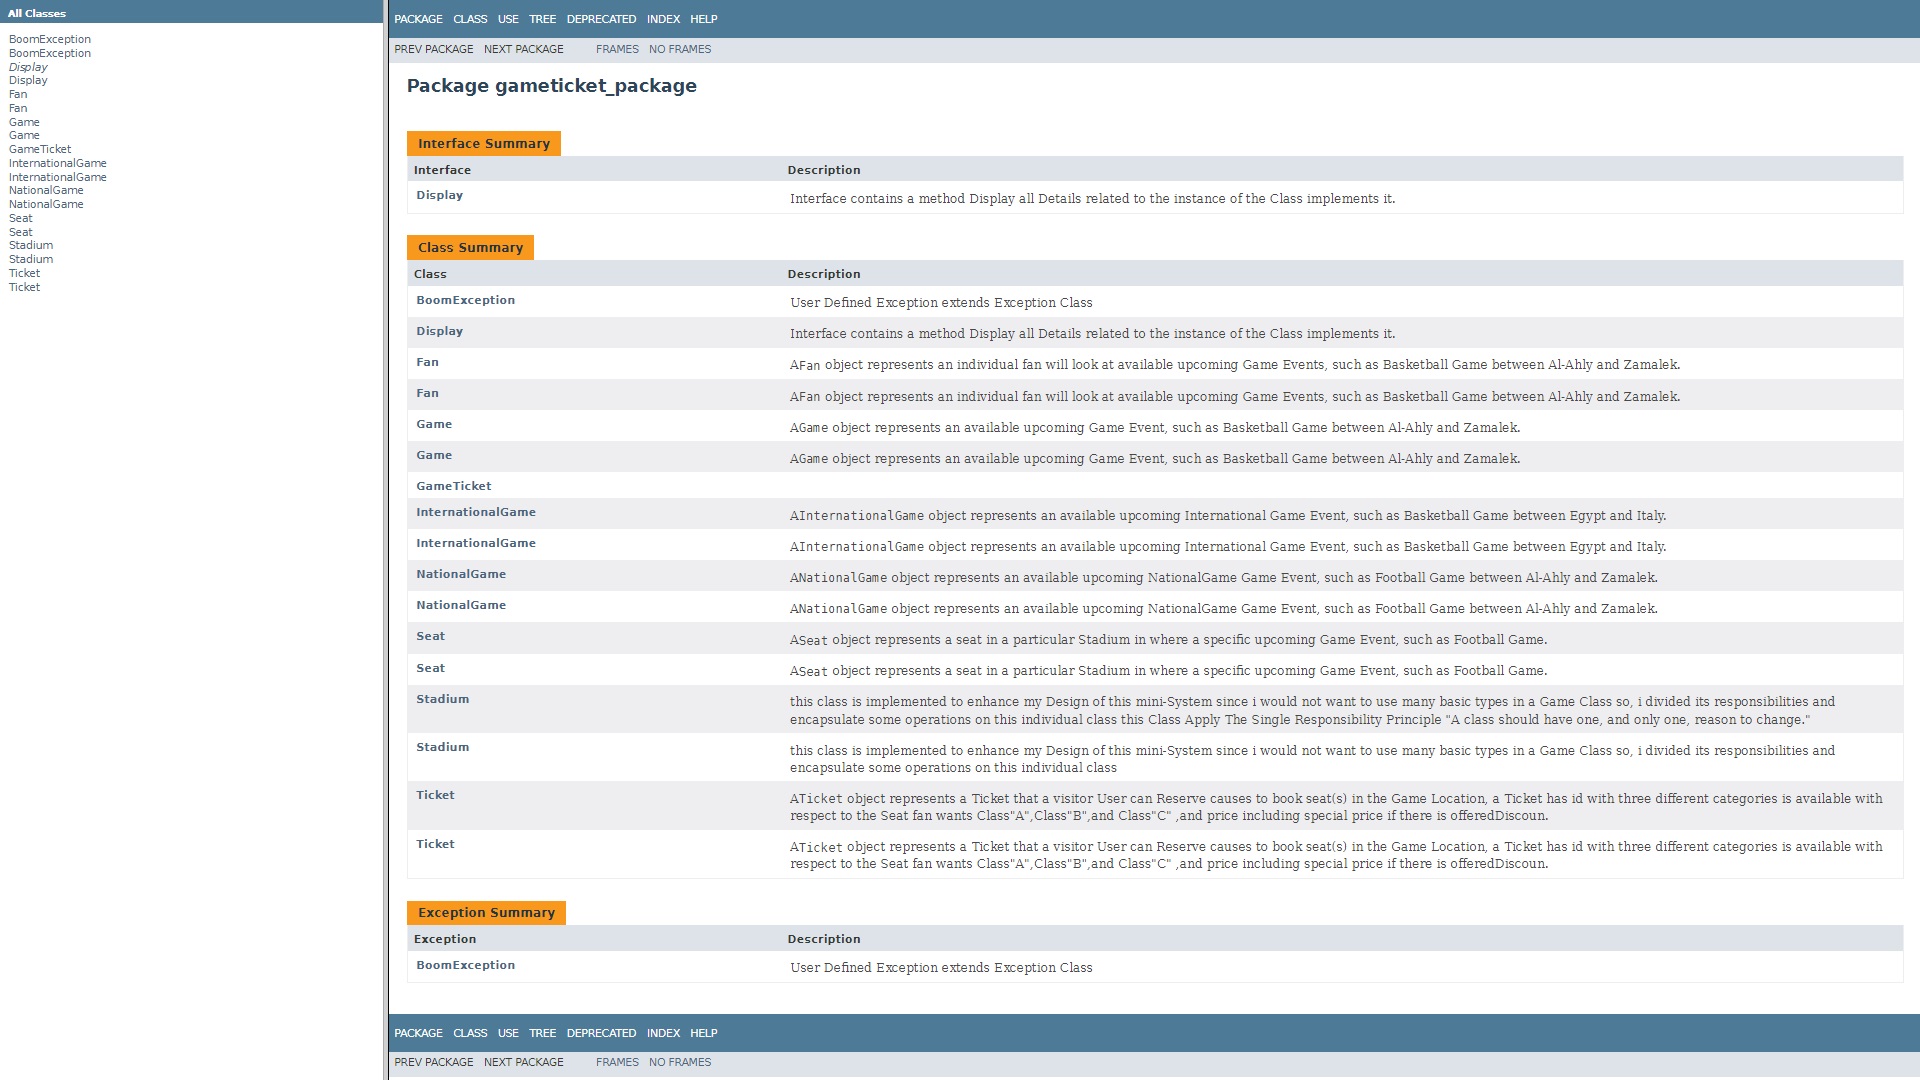 All Classes
BoomException
BoomException
Display
Display
Fan
Fan
Game
Game
GameTicket
InternationalGame
InternationalGame
NationalGame
NationalGame
Seat
Seat
Stadium
Stadium
Ticket
Ticket
PACKAGE CLASS USE TREE DEPRECATED INDEX HELP
PREV PACKAGE NEXT PACKAGE FRAMES NO FRAMES
Package gameticket_package
Interface Summary
Interface Description
Display Interface contains a method Display all Details related to the instance of the Class implements it.
Class Summary
Class Description
BoomException User Defined Exception extends Exception Class
Display Interface contains a method Display all Details related to the instance of the Class implements it.
Fan AFan object represents an individual fan will look at available upcoming Game Events, such as Basketball Game between Al-Ahly and Zamalek.
Fan AFan object represents an individual fan will look at available upcoming Game Events, such as Basketball Game between Al-Ahly and Zamalek.
Game AGame object represents an available upcoming Game Event, such as Basketball Game between Al-Ahly and Zamalek.
Game AGame object represents an available upcoming Game Event, such as Basketball Game between Al-Ahly and Zamalek.
GameTicket
InternationalGame AInternationalGame object represents an available upcoming International Game Event, such as Basketball Game between Egypt and Italy.
InternationalGame AInternationalGame object represents an available upcoming International Game Event, such as Basketball Game between Egypt and Italy.
NationalGame ANationalGame object represents an available upcoming NationalGame Game Event, such as Football Game between Al-Ahly and Zamalek.
NationalGame ANationalGame object represents an available upcoming NationalGame Game Event, such as Football Game between Al-Ahly and Zamalek.
Seat ASeat object represents a seat in a particular Stadium in where a specific upcoming Game Event, such as Football Game.
Seat ASeat object represents a seat in a particular Stadium in where a specific upcoming Game Event, such as Football Game.
Stadium this class is implemented to enhance my Design of this mini-System since i would not want to use many basic types in a Game Class so, i divided its responsibilities and
encapsulate some operations on this individual class this Class Apply The Single Responsibility Principle "A class should have one, and only one, reason to change."
Stadium this class is implemented to enhance my Design of this mini-System since i would not want to use many basic types in a Game Class so, i divided its responsibilities and
encapsulate some operations on this individual class
Ticket ATicket object represents a Ticket that a visitor User can Reserve causes to book seat(s) in the Game Location, a Ticket has id with three different categories is available with
respect to the Seat fan wants Class"A",Class"B",and Class"C" ,and price including special price if there is offeredDiscoun.
Ticket ATicket object represents a Ticket that a visitor User can Reserve causes to book seat(s) in the Game Location, a Ticket has id with three different categories is available with
respect to the Seat fan wants Class"A",Class"B",and Class"C" ,and price including special price if there is offeredDiscoun.
Exception Summary
Exception Description
BoomException User Defined Exception extends Exception Class
PACKAGE CLASS USE TREE DEPRECATED INDEX HELP
PREV PACKAGE NEXT PACKAGE FRAMES NO FRAMES